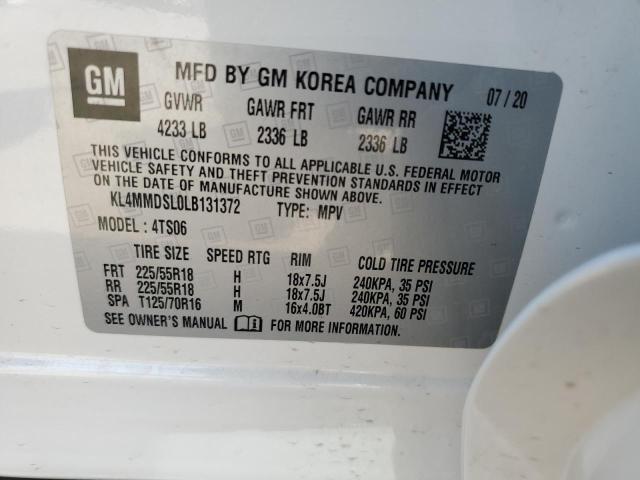 GM MFD BY GM KOREA COMPANY 07/20
GVWR GAWR FRT GAWR RR
4233 LB 2336 LB 2336 LB
THIS VEHICLE CONFORMS TO ALL APPLICABLE U.S. FEDERAL MOTOR
VEHICLE SAFETY AND THEFT PREVENTION STANDARDS IN EFFECT
ON THE DATE OF MANUFACTURE SHOWN ABOVE.
KL4MMDSL0LB131372 TYPE: MPV
MODEL : 4TS06
TIRE SIZE SPEED RTG RIM COLD TIRE PRESSURE
FRT 225/55R18 H 18x7.5J 240KPA, 35 PSI
RR 225/55R18 H 18x7.5J 240KPA, 35 PSI
SPA T125/70R16 M 16x4.0BT 420KPA, 60 PSI
SEE OWNER'S MANUAL FOR MORE INFORMATION.